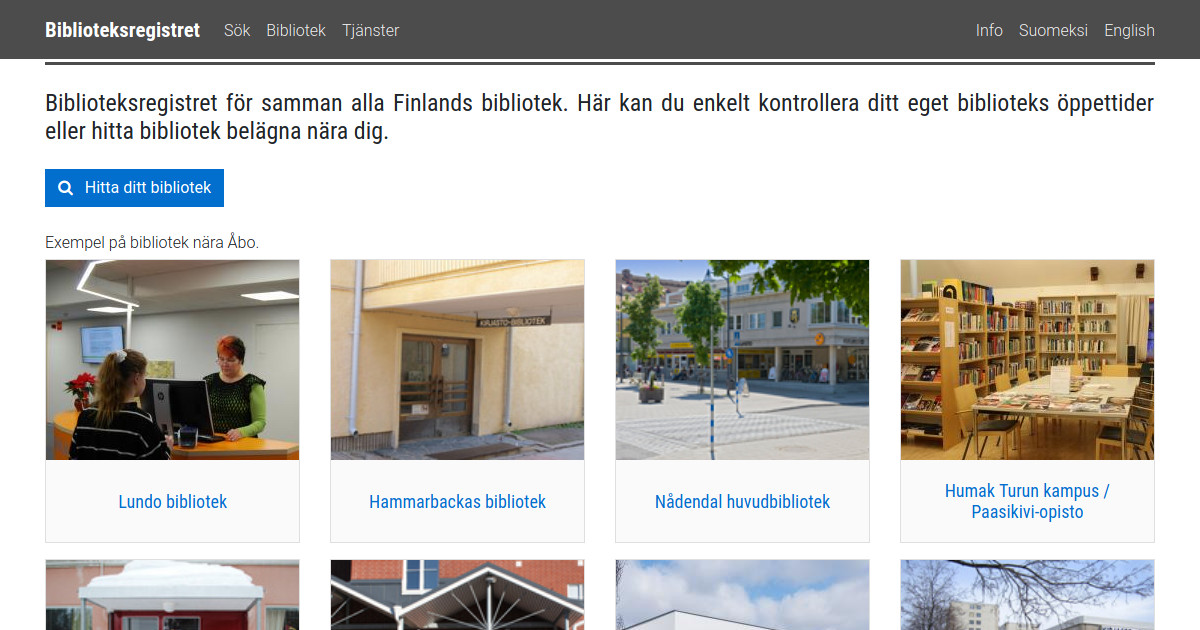 Biblioteksregistret Sök Bibliotek Tjänster Info Suomeksi English
Biblioteksregistret för samman alla Finlands bibliotek. Här kan du enkelt kontrollera ditt eget biblioteks öppettider
eller hitta bibliotek belägna nära dig.
Hitta ditt bibliotek
Exempel på bibliotek nära Åbo.
KIRJASTO-BIBLIOTEK
Lundo bibliotek
Hammarbackas bibliotek
Nådendal huvudbibliotek
Humak Turun kampus /
Paasikivi-opisto